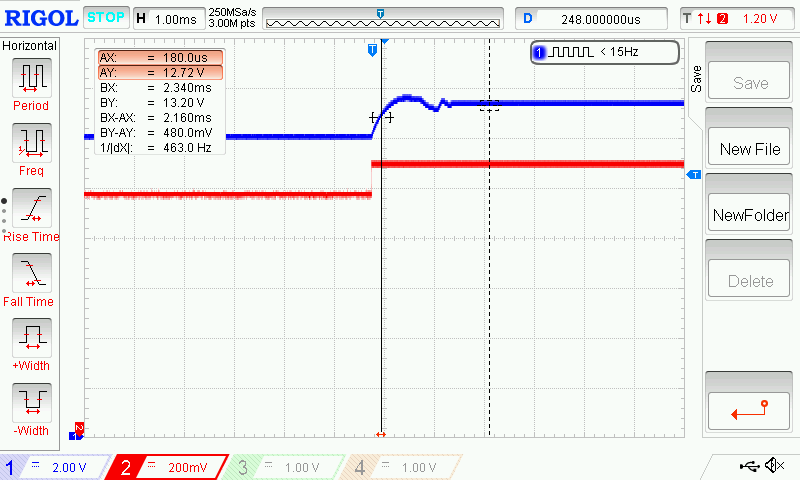 RIGOL STOP H 1.00ms 250MSa/s 3.00M pts T D 248.000000us T 2 1.20 V
Horizontal
Period
Freq
Rise Time
Fall Time
+Width
-Width
AX: = 180.0us
AY: = 12.72 V
BX: = 2.340ms
BY: = 13.20 V
BX-AX: = 2.160ms
BY-AY: = 480.0mV
1/|dX|: = 463.0 Hz
T
1 < 15Hz
T
2
1
Save
Save
New File
NewFolder
Delete
1 2.00 V 2 200mV 3 1.00 V 4 1.00 V